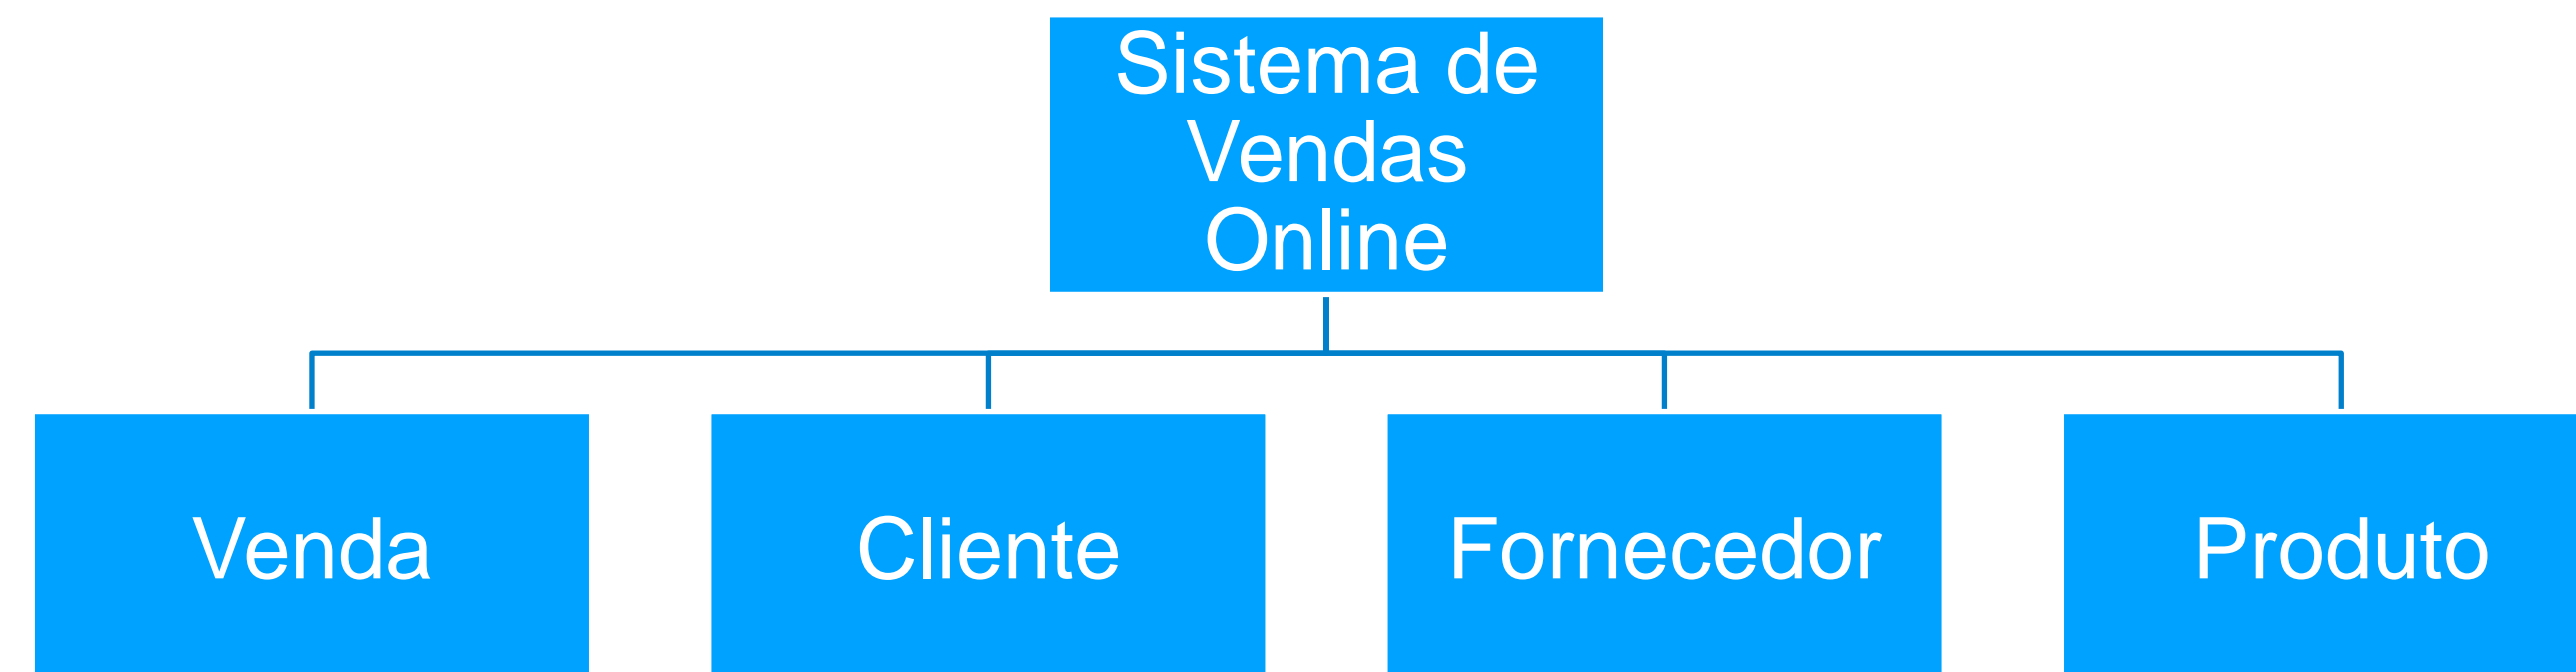 Sistema de
Vendas
Online
Venda
Cliente
Fornecedor
Produto